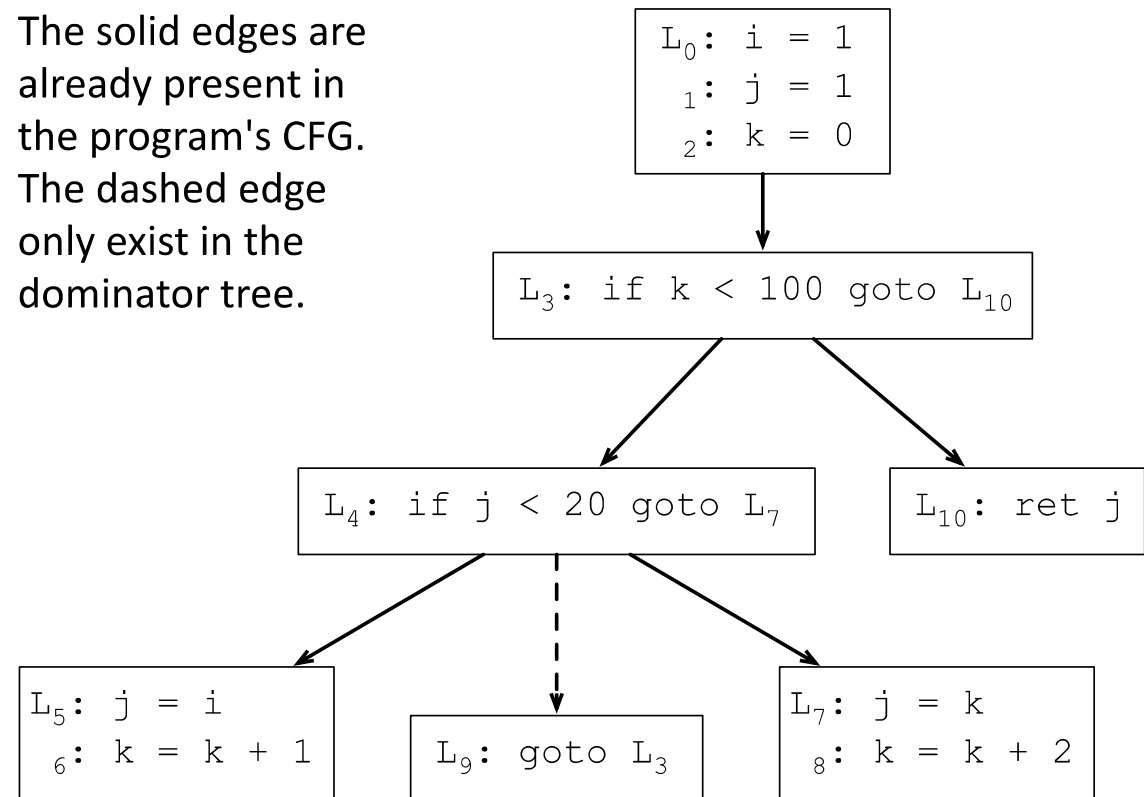 The solid edges are
already present in
the program's CFG.
The dashed edge
only exist in the
dominator tree.
L₀: i = 1
₁: j = 1
₂: k = 0
L₃: if k < 100 goto L₁₀
L₄: if j < 20 goto L₇
L₁₀: ret j
L₅: j = i
₆: k = k + 1
L₉: goto L₃
L₇: j = k
₈: k = k + 2